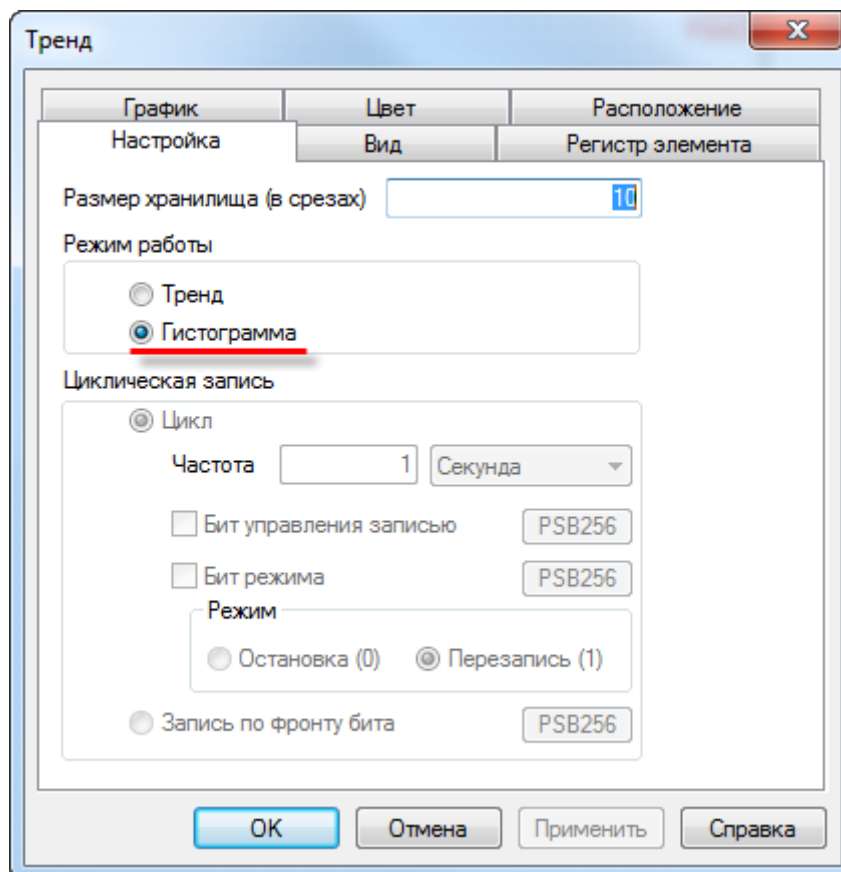 Тренд
График Цвет Расположение
Настройка Вид Регистр элемента
Размер хранилища (в срезах) 10
Режим работы
Тренд
Гистограмма
Циклическая запись
Цикл
Частота 1 Секунда
Бит управления записью PSB256
Бит режима PSB256
Режим
Остановка (0) Перезапись (1)
Запись по фронту бита PSB256
OK Отмена Применить Справка